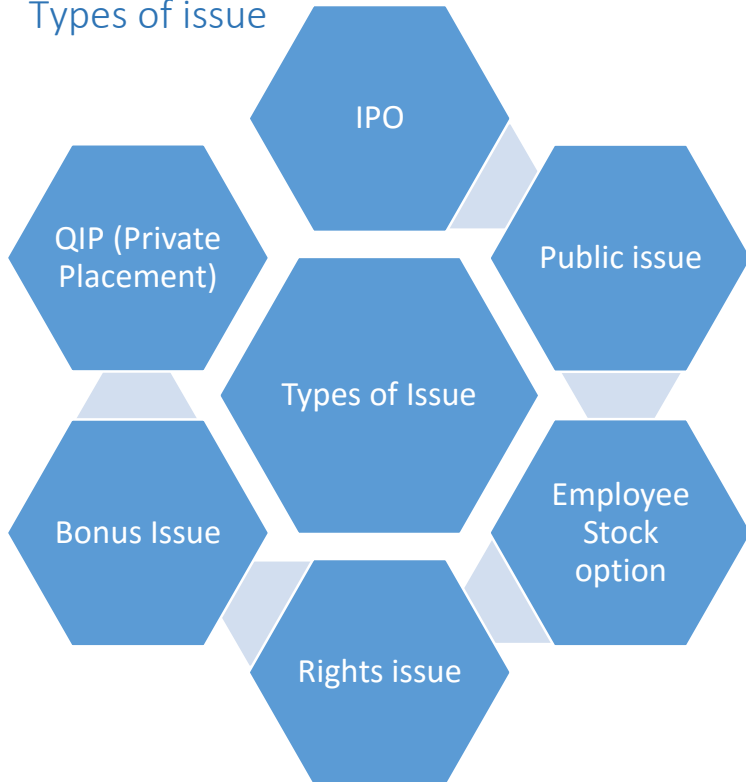 Types of issue
IPO
Public issue
Employee
Stock
option
Rights issue
Bonus Issue
QIP (Private
Placement)
Types of Issue